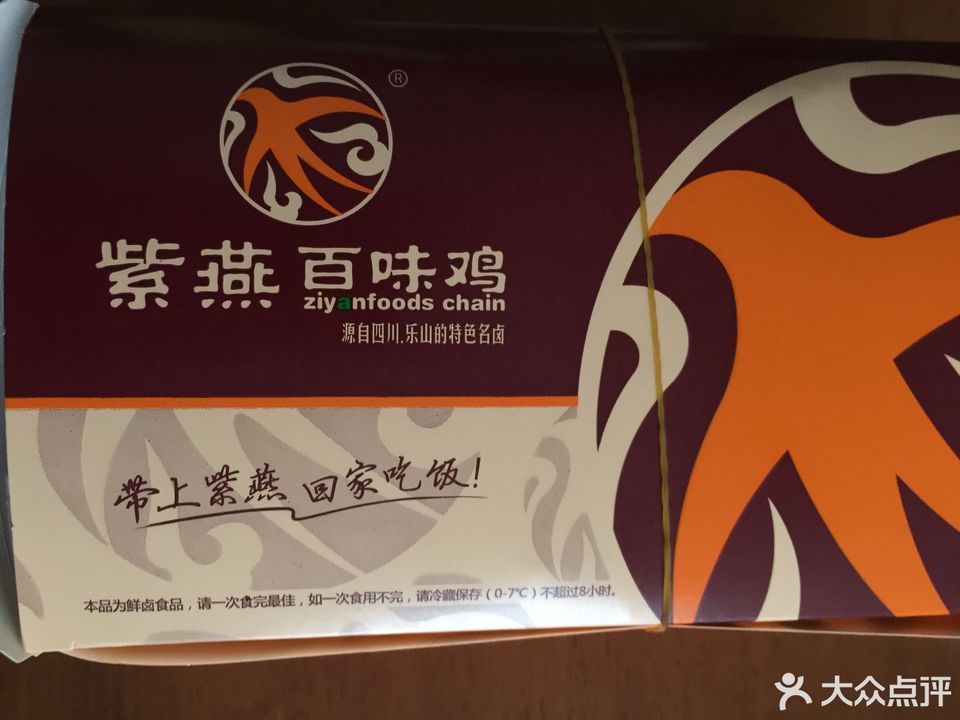 ®
紫燕百味鸡
ziyanfoods chain
源自四川.乐山的特色名卤
带上紫燕 回家吃饭!
本品为鲜卤食品，请一次食完最佳，如一次食用不完，请冷藏保存（0-7℃）不超过8小时。
大众点评